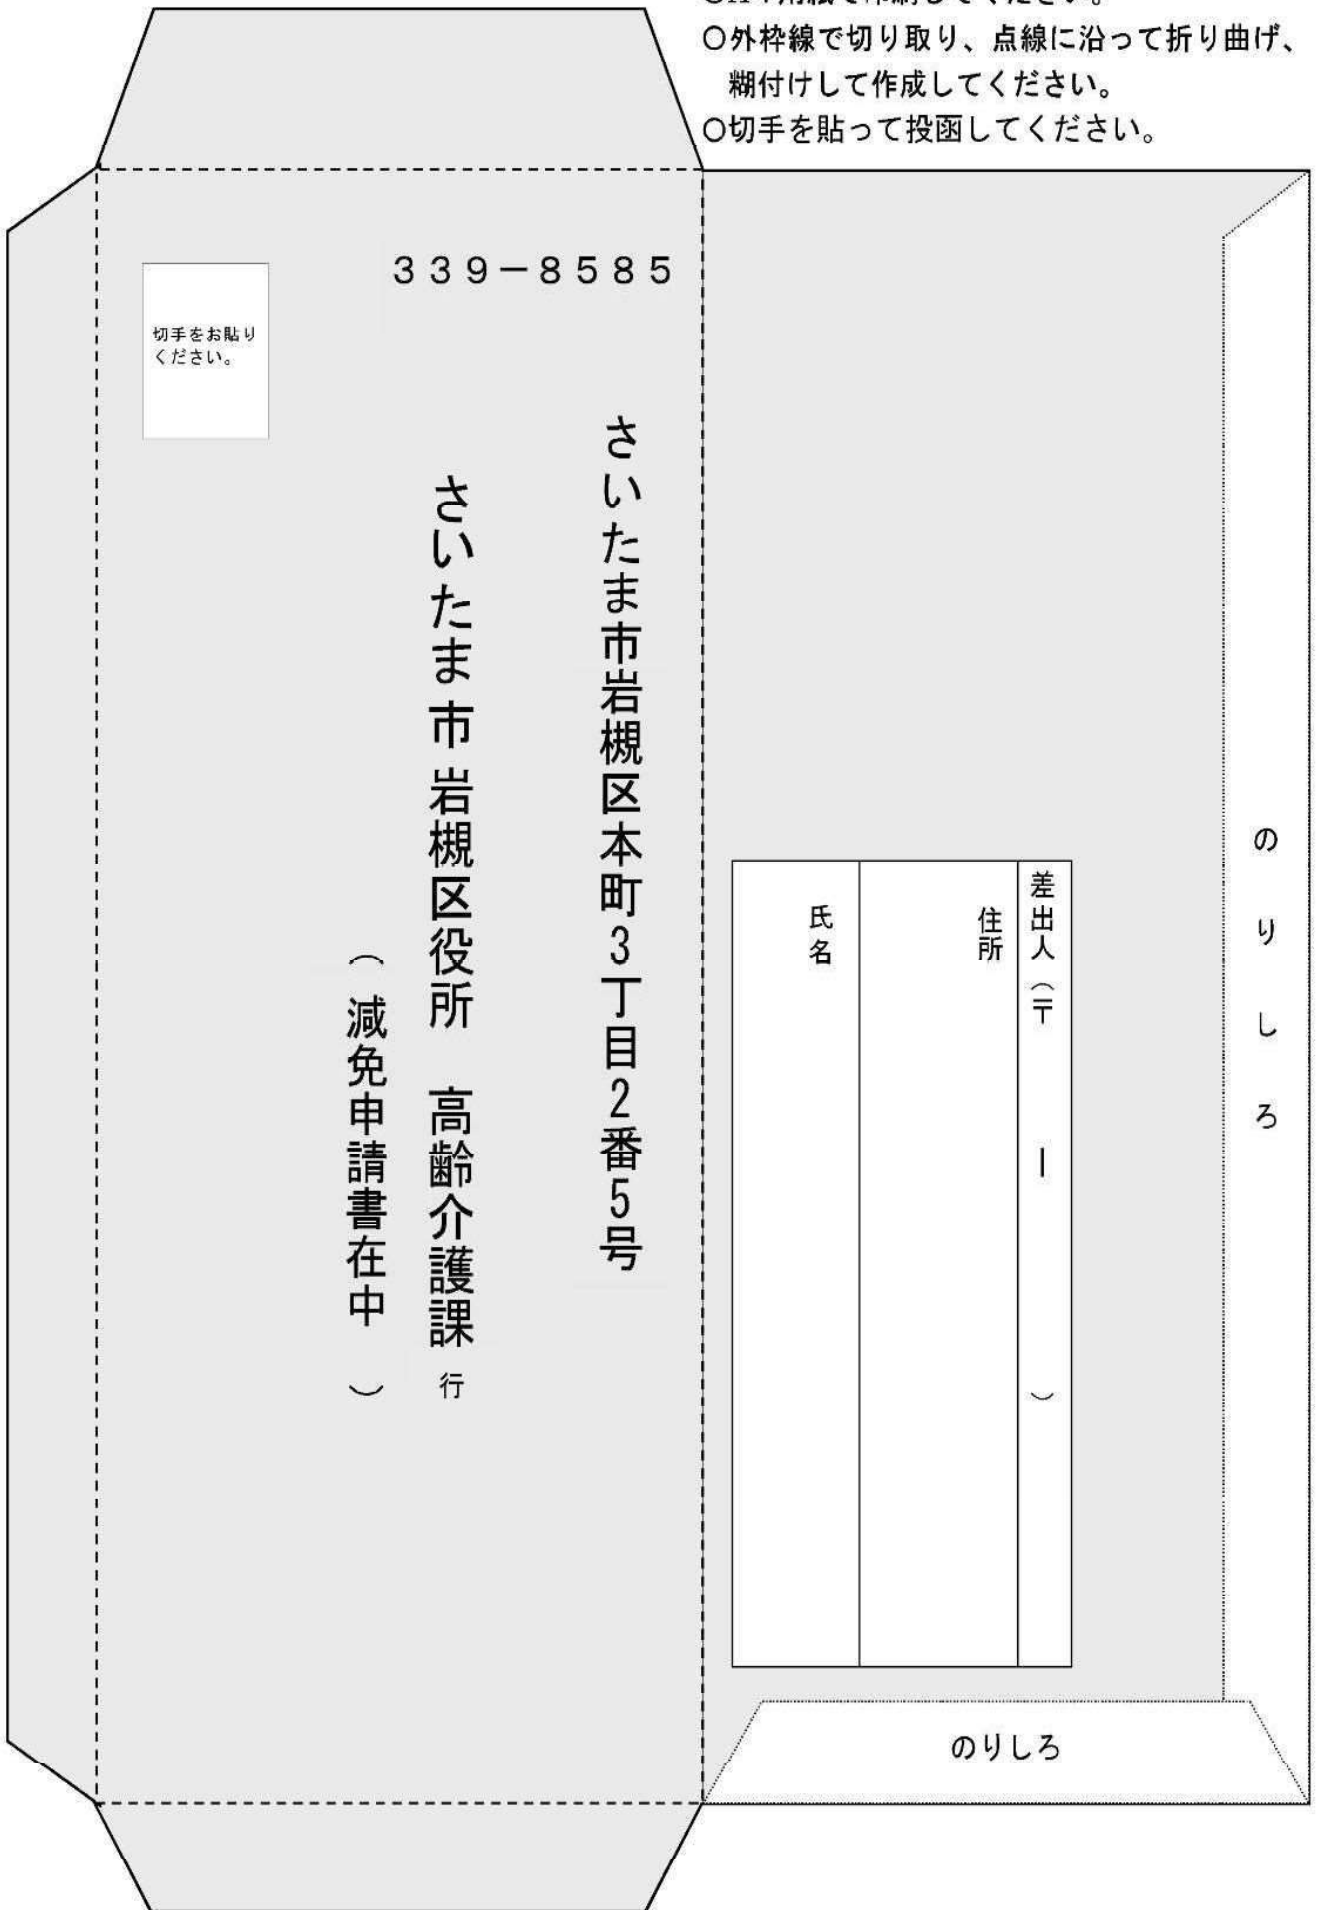 〇外枠線で切り取り、点線に沿って折り曲げ、
糊付けして作成してください。
〇切手を貼って投函してください。
339-8585
切手をお貼り
ください。
さいたま市岩槻区本町3丁目2番5号
さいたま市岩槻区役所 高齢介護課 行
(減免申請書在中)
差出人(〒 - )
住所
氏名
のりしろ
のりしろ